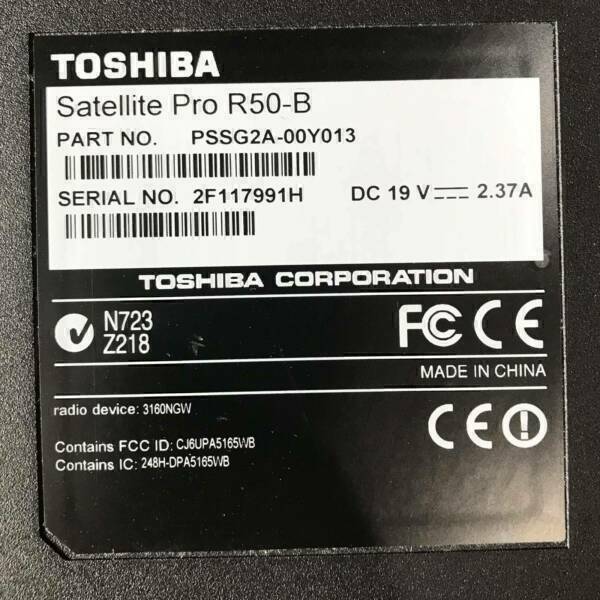 TOSHIBA
Satellite Pro R50-B
PART NO. PSSG2A-00Y013
SERIAL NO. 2F117991H DC 19 V⎓ 2.37A
TOSHIBA CORPORATION
N723
Z218
FC CE
MADE IN CHINA
radio device: 3160NGW
CE!
Contains FCC ID: CJ6UPA5165WB
Contains IC: 248H-DPA5165WB